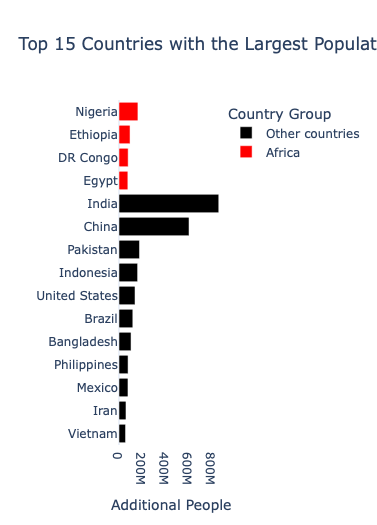 Top 15 Countries with the Largest Populat
Country Group
Other countries
Africa
Nigeria
Ethiopia
DR Congo
Egypt
India
China
Pakistan
Indonesia
United States
Brazil
Bangladesh
Philippines
Mexico
Iran
Vietnam
0
200M
400M
600M
800M
Additional People